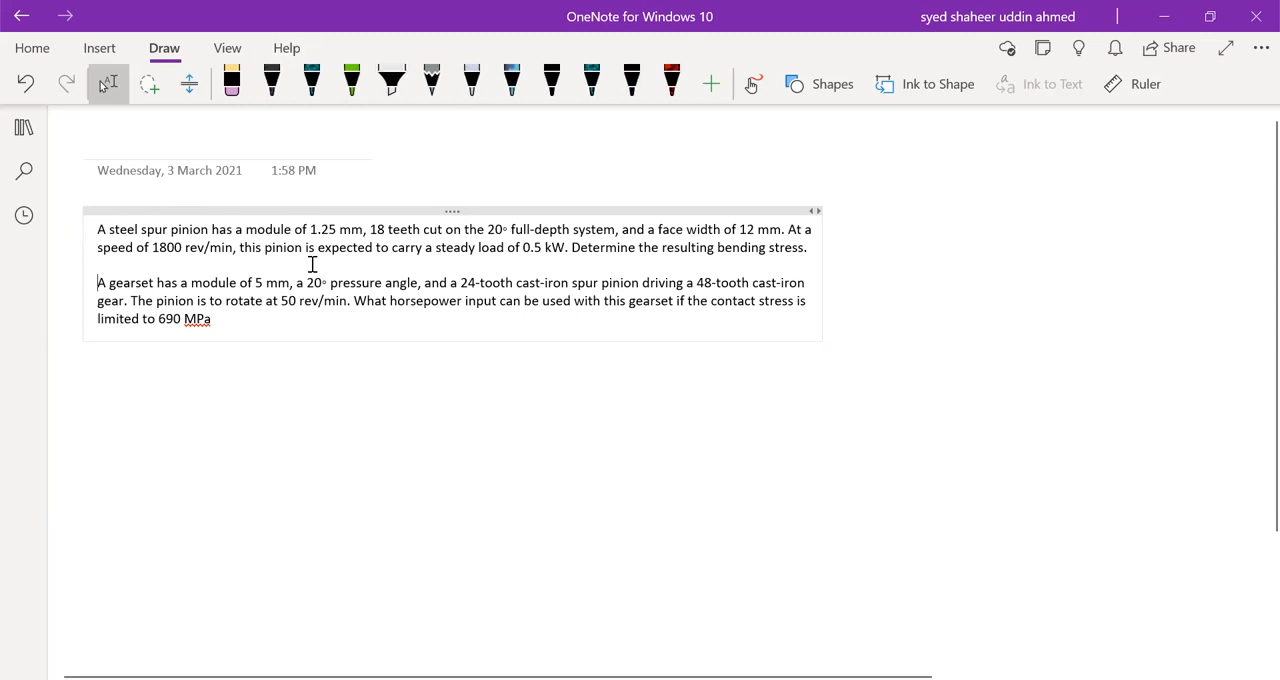 OneNote for Windows 10
syed shaheer uddin ahmed
Home Insert Draw View Help
Share
Shapes Ink to Shape Ink to Text Ruler
Wednesday, 3 March 2021 1:58 PM
A steel spur pinion has a module of 1.25 mm, 18 teeth cut on the 20◦ full-depth system, and a face width of 12 mm. At a
speed of 1800 rev/min, this pinion is expected to carry a steady load of 0.5 kW. Determine the resulting bending stress.
A gearset has a module of 5 mm, a 20◦ pressure angle, and a 24-tooth cast-iron spur pinion driving a 48-tooth cast-iron
gear. The pinion is to rotate at 50 rev/min. What horsepower input can be used with this gearset if the contact stress is
limited to 690 MPa